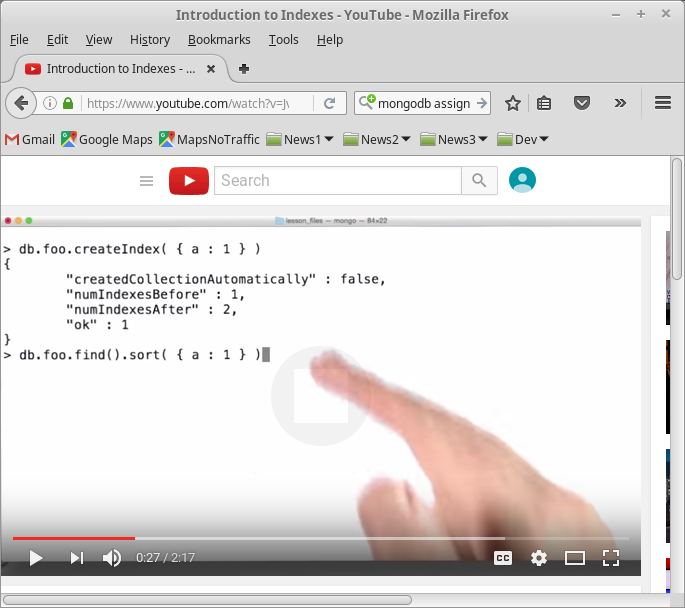 Introduction to Indexes - YouTube - Mozilla Firefox
File Edit View History Bookmarks Tools Help
Introduction to Indexes - ...
https://www.youtube.com/watch?v=Jv
mongodb assign
Gmail Google Maps MapsNoTraffic News1 News2 News3 Dev
Search
lesson_files — mongo — 84×22
> db.foo.createIndex( { a : 1 } )
{
"createdCollectionAutomatically" : false,
"numIndexesBefore" : 1,
"numIndexesAfter" : 2,
"ok" : 1
}
> db.foo.find().sort( { a : 1 } )
0:27 / 2:17
CC